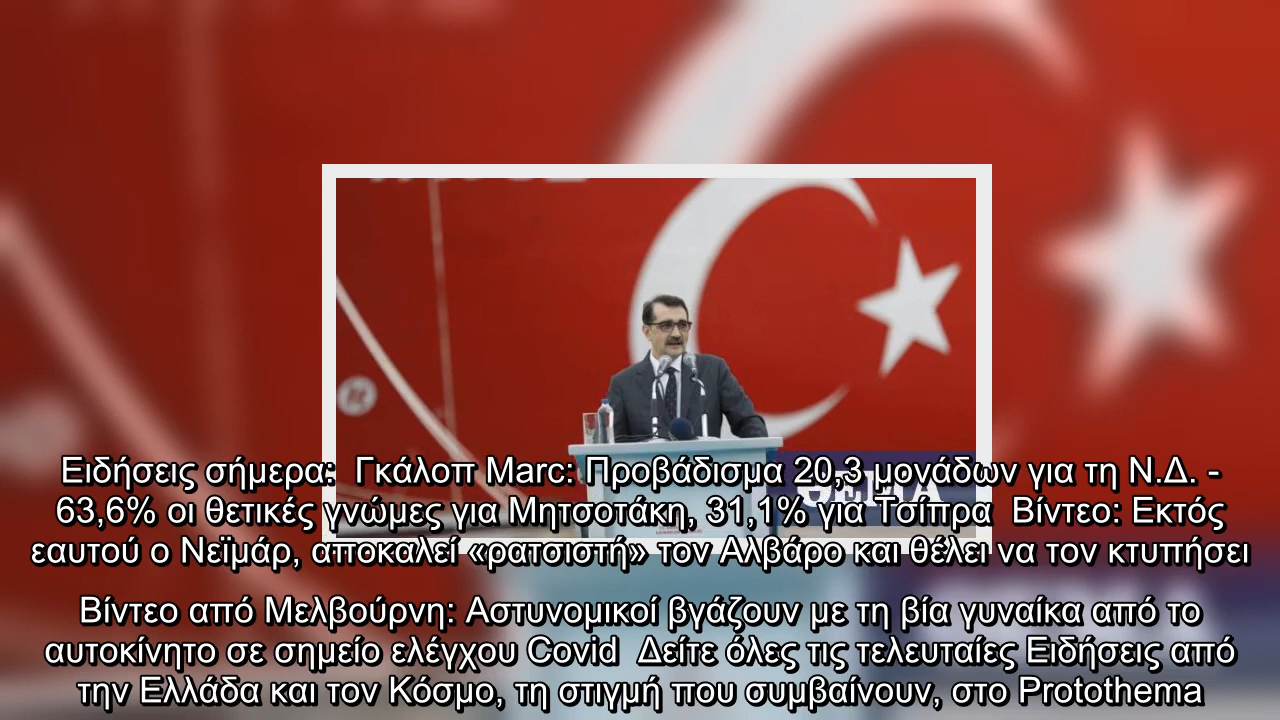 Ειδήσεις σήμερα:  Γκάλοπ Marc: Προβάδισμα 20,3 μονάδων για τη Ν.Δ. -
63,6% οι θετικές γνώμες για Μητσοτάκη, 31,1% για Τσίπρα  Βίντεο: Εκτός
εαυτού ο Νεϊμάρ, αποκαλεί «ρατσιστή» τον Αλβάρο και θέλει να τον κτυπήσει
Βίντεο από Μελβούρνη: Αστυνομικοί βγάζουν με τη βία γυναίκα από το
αυτοκίνητο σε σημείο ελέγχου Covid  Δείτε όλες τις τελευταίες Ειδήσεις από
την Ελλάδα και τον Κόσμο, τη στιγμή που συμβαίνουν, στο Protothema